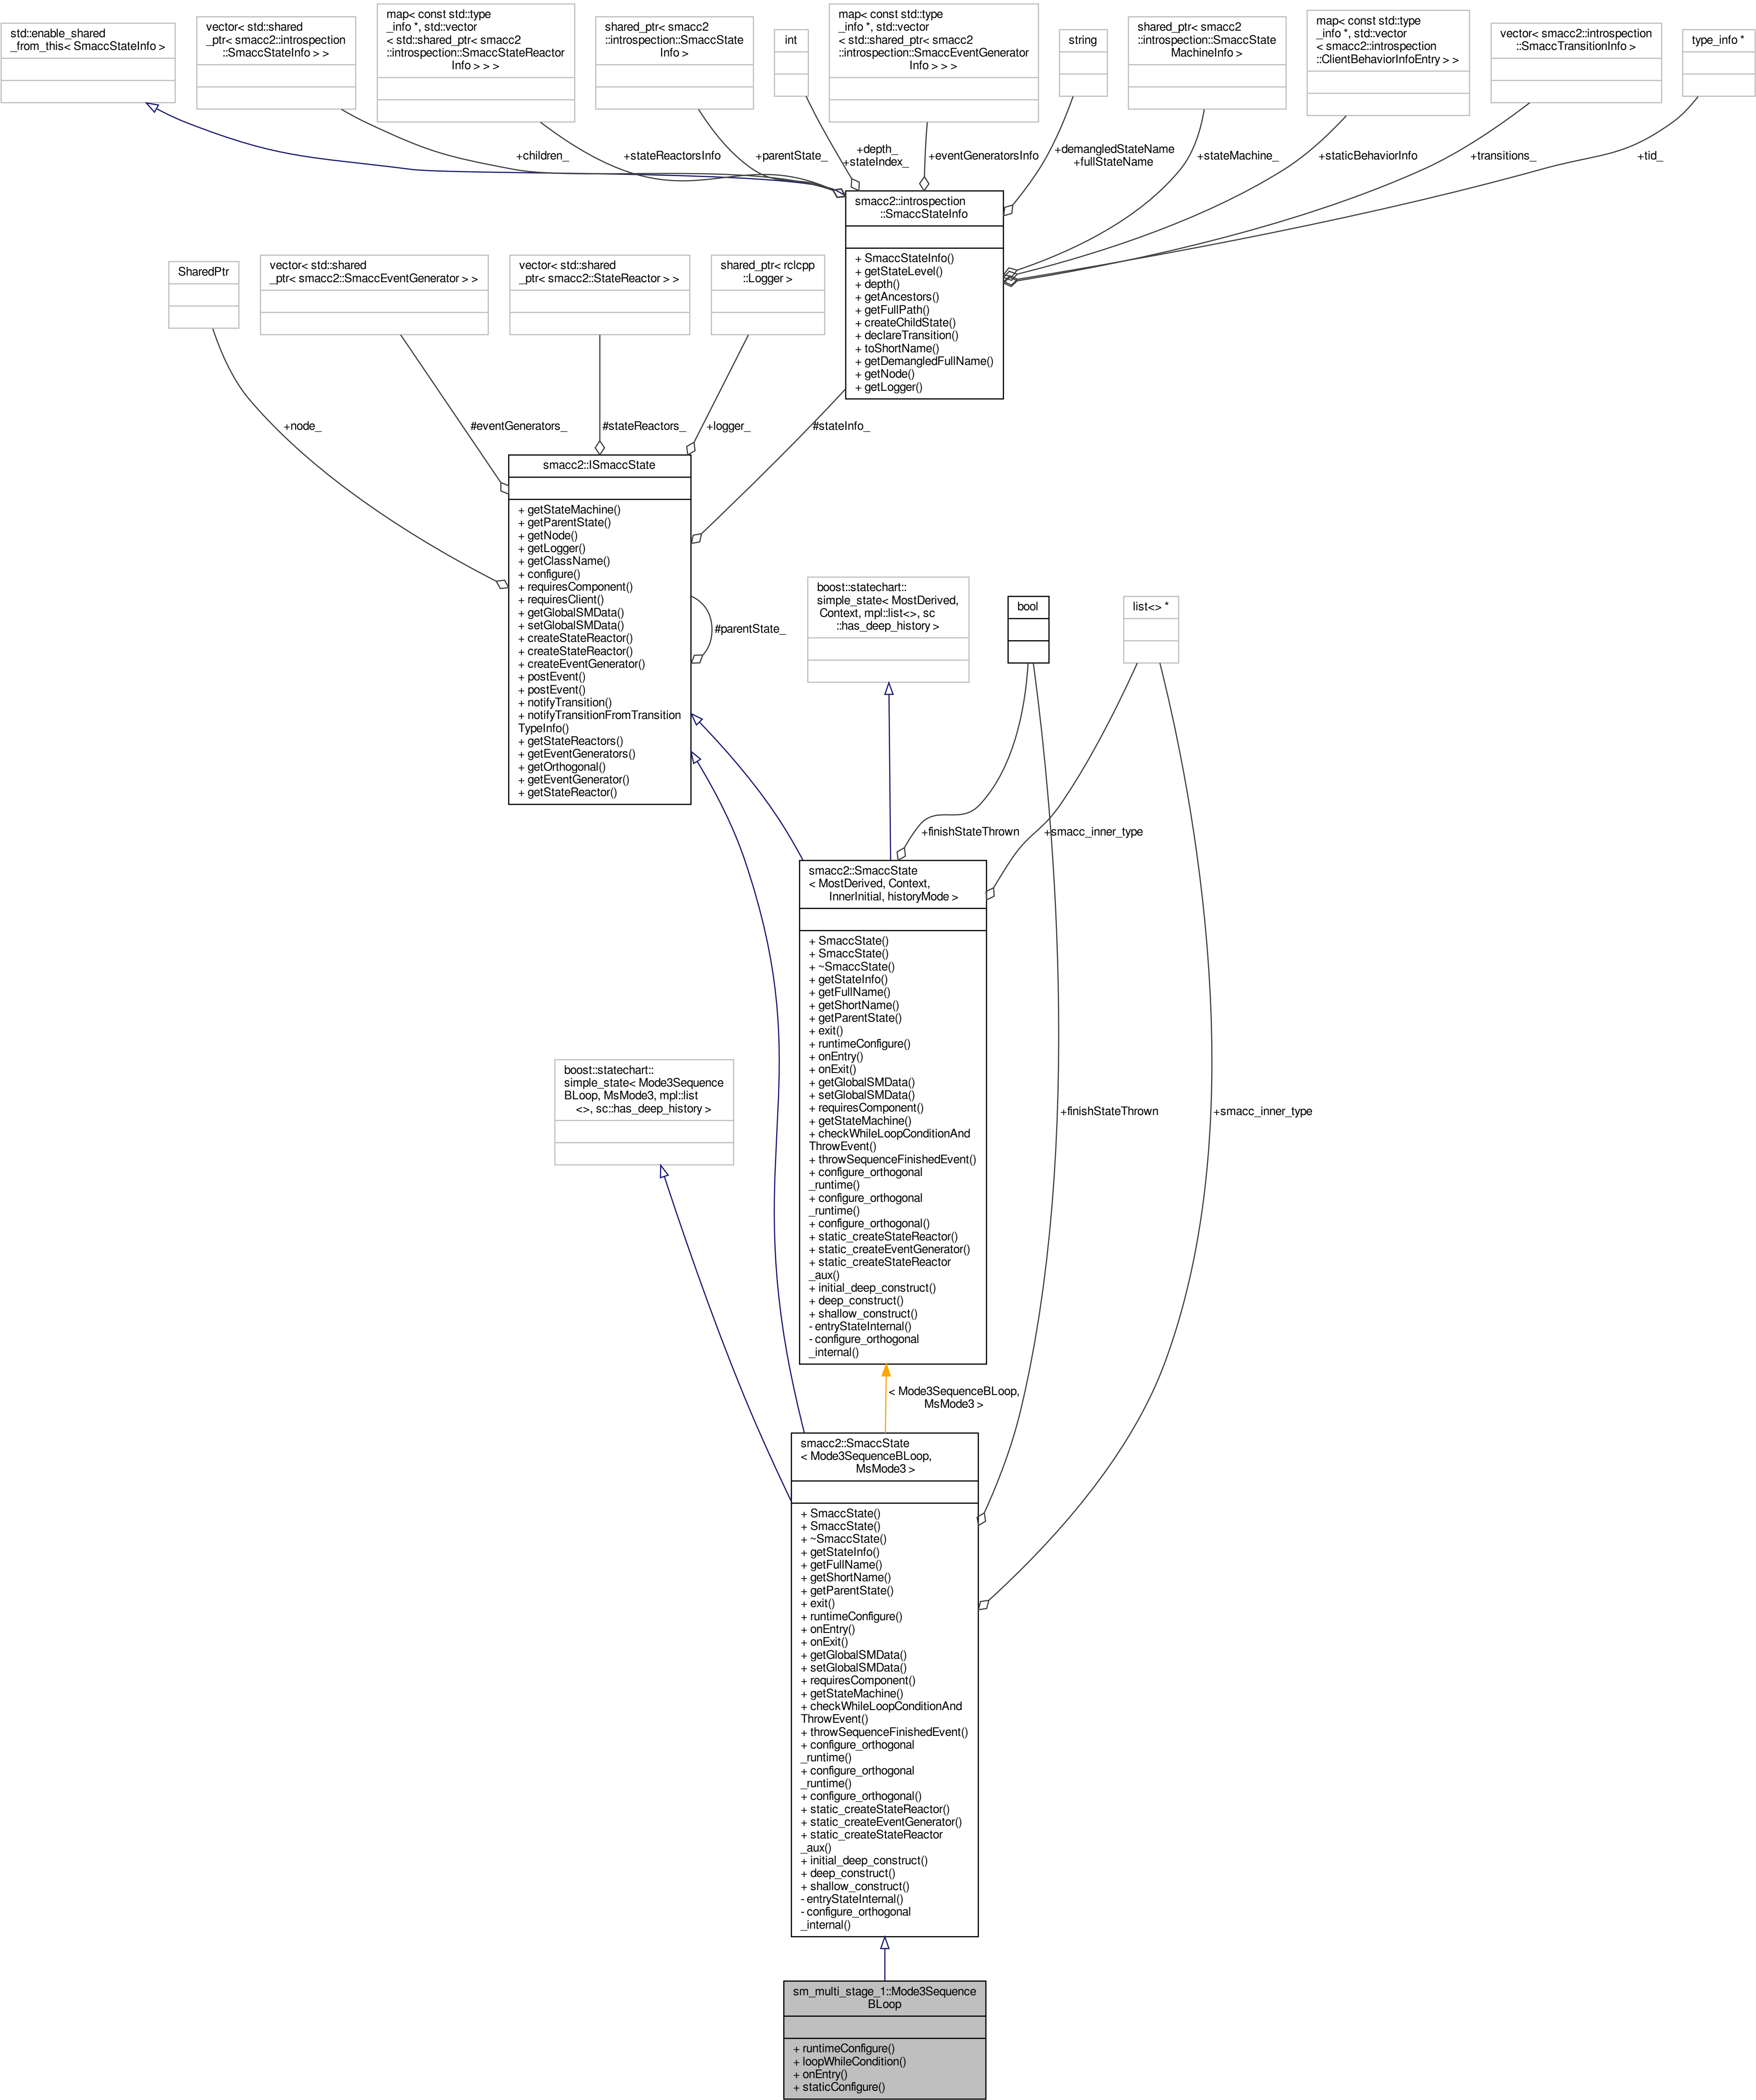 std::enable_shared
_from_this< SmaccStateInfo >
vector< std::shared
_ptr< smacc2::introspection
::SmaccStateInfo > >
map< const std::type
_info *, std::vector
< std::shared_ptr< smacc2
::introspection::SmaccStateReactor
Info > > >
shared_ptr< smacc2
::introspection::SmaccState
Info >
int
map< const std::type
_info *, std::vector
< std::shared_ptr< smacc2
::introspection::SmaccEventGenerator
Info > > >
string
shared_ptr< smacc2
::introspection::SmaccState
MachineInfo >
map< const std::type
_info *, std::vector
< smacc2::introspection
::ClientBehaviorInfoEntry > >
vector< smacc2::introspection
::SmaccTransitionInfo >
type_info *
+children_
+stateReactorsInfo
+parentState_
+depth_
+stateIndex_
+eventGeneratorsInfo
+demangledStateName
+fullStateName
+stateMachine_
+staticBehaviorInfo
+transitions_
+tid_
smacc2::introspection
::SmaccStateInfo
+ SmaccStateInfo()
+ getStateLevel()
+ depth()
+ getAncestors()
+ getFullPath()
+ createChildState()
+ declareTransition()
+ toShortName()
+ getDemangledFullName()
+ getNode()
+ getLogger()
SharedPtr
vector< std::shared
_ptr< smacc2::SmaccEventGenerator > >
vector< std::shared
_ptr< smacc2::StateReactor > >
shared_ptr< rclcpp
::Logger >
+node_
#eventGenerators_
#stateReactors_
+logger_
#stateInfo_
smacc2::ISmaccState
+ getStateMachine()
+ getParentState()
+ getNode()
+ getLogger()
+ getClassName()
+ configure()
+ requiresComponent()
+ requiresClient()
+ getGlobalSMData()
+ setGlobalSMData()
+ createStateReactor()
+ createStateReactor()
+ createEventGenerator()
+ postEvent()
+ postEvent()
+ notifyTransition()
+ notifyTransitionFromTransition
TypeInfo()
+ getStateReactors()
+ getEventGenerators()
+ getOrthogonal()
+ getEventGenerator()
+ getStateReactor()
#parentState_
boost::statechart::
simple_state< MostDerived,
Context, mpl::list<>, sc
::has_deep_history >
bool
list<> *
+finishStateThrown
+smacc_inner_type
smacc2::SmaccState
< MostDerived, Context,
InnerInitial, historyMode >
+ SmaccState()
+ SmaccState()
+ ~SmaccState()
+ getStateInfo()
+ getFullName()
+ getShortName()
+ getParentState()
+ exit()
+ runtimeConfigure()
+ onEntry()
+ onExit()
+ getGlobalSMData()
+ setGlobalSMData()
+ requiresComponent()
+ getStateMachine()
+ checkWhileLoopConditionAnd
ThrowEvent()
+ throwSequenceFinishedEvent()
+ configure_orthogonal
_runtime()
+ configure_orthogonal
_runtime()
+ configure_orthogonal()
+ static_createStateReactor()
+ static_createEventGenerator()
+ static_createStateReactor
_aux()
+ initial_deep_construct()
+ deep_construct()
+ shallow_construct()
- entryStateInternal()
- configure_orthogonal
_internal()
boost::statechart::
simple_state< Mode3Sequence
BLoop, MsMode3, mpl::list
<>, sc::has_deep_history >
+finishStateThrown
+smacc_inner_type
< Mode3SequenceBLoop,
MsMode3 >
smacc2::SmaccState
< Mode3SequenceBLoop,
MsMode3 >
+ SmaccState()
+ SmaccState()
+ ~SmaccState()
+ getStateInfo()
+ getFullName()
+ getShortName()
+ getParentState()
+ exit()
+ runtimeConfigure()
+ onEntry()
+ onExit()
+ getGlobalSMData()
+ setGlobalSMData()
+ requiresComponent()
+ getStateMachine()
+ checkWhileLoopConditionAnd
ThrowEvent()
+ throwSequenceFinishedEvent()
+ configure_orthogonal
_runtime()
+ configure_orthogonal
_runtime()
+ configure_orthogonal()
+ static_createStateReactor()
+ static_createEventGenerator()
+ static_createStateReactor
_aux()
+ initial_deep_construct()
+ deep_construct()
+ shallow_construct()
- entryStateInternal()
- configure_orthogonal
_internal()
sm_multi_stage_1::Mode3Sequence
BLoop
+ runtimeConfigure()
+ loopWhileCondition()
+ onEntry()
+ staticConfigure()